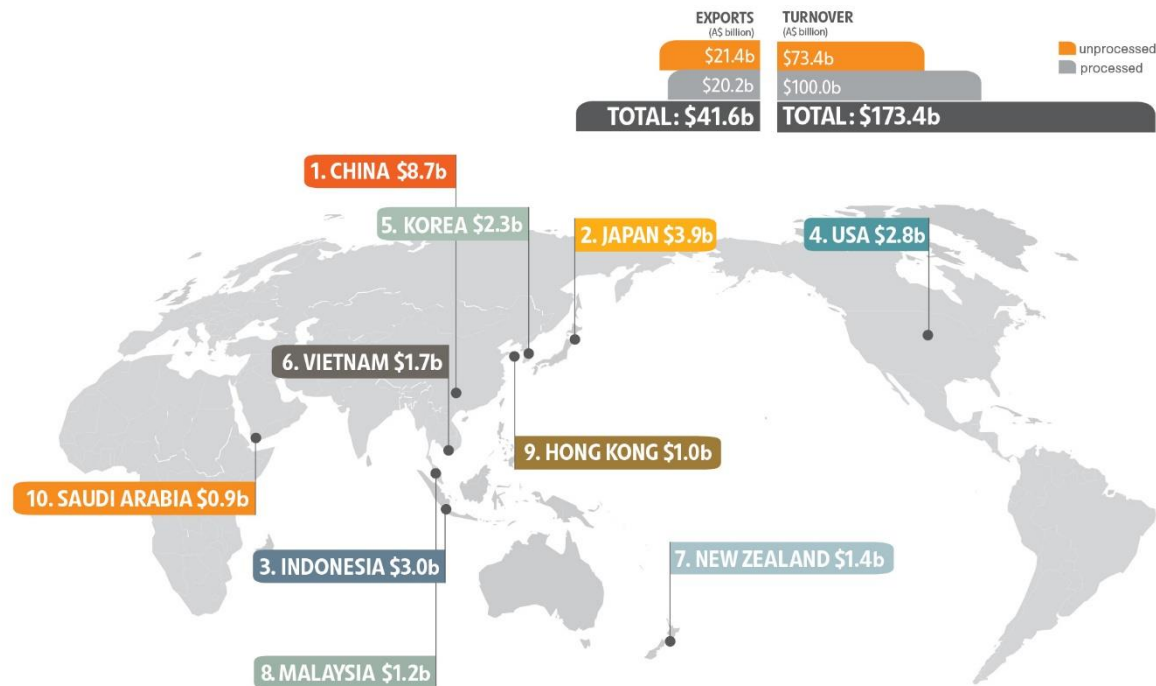 EXPORTS
(A$ billion)
TURNOVER
(A$ billion)
$21.4b
$73.4b
$20.2b
$100.0b
TOTAL: $41.6b
TOTAL: $173.4b
unprocessed
processed
1. CHINA $8.7b
5. KOREA $2.3b
2. JAPAN $3.9b
4. USA $2.8b
6. VIETNAM $1.7b
9. HONG KONG $1.0b
10. SAUDI ARABIA $0.9b
3. INDONESIA $3.0b
7. NEW ZEALAND $1.4b
8. MALAYSIA $1.2b